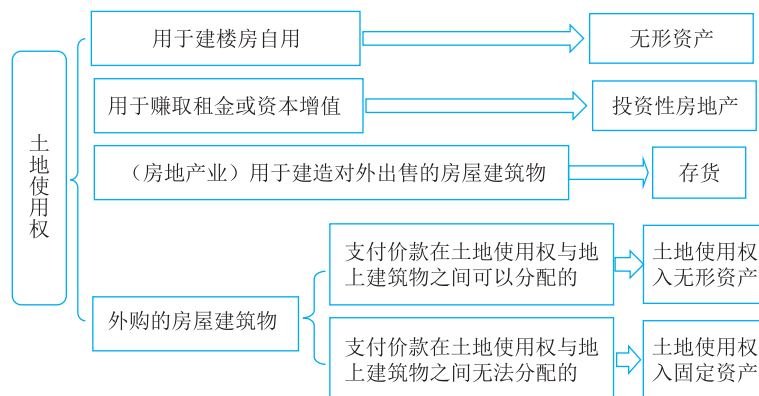 土地使用权
用于建楼房自用
无形资产
用于赚取租金或资本增值
投资性房地产
（房地产业）用于建造对外出售的房屋建筑物
存货
外购的房屋建筑物
支付价款在土地使用权与地
上建筑物之间可以分配的
土地使用权
入无形资产
支付价款在土地使用权与地
上建筑物之间无法分配的
土地使用权
入固定资产